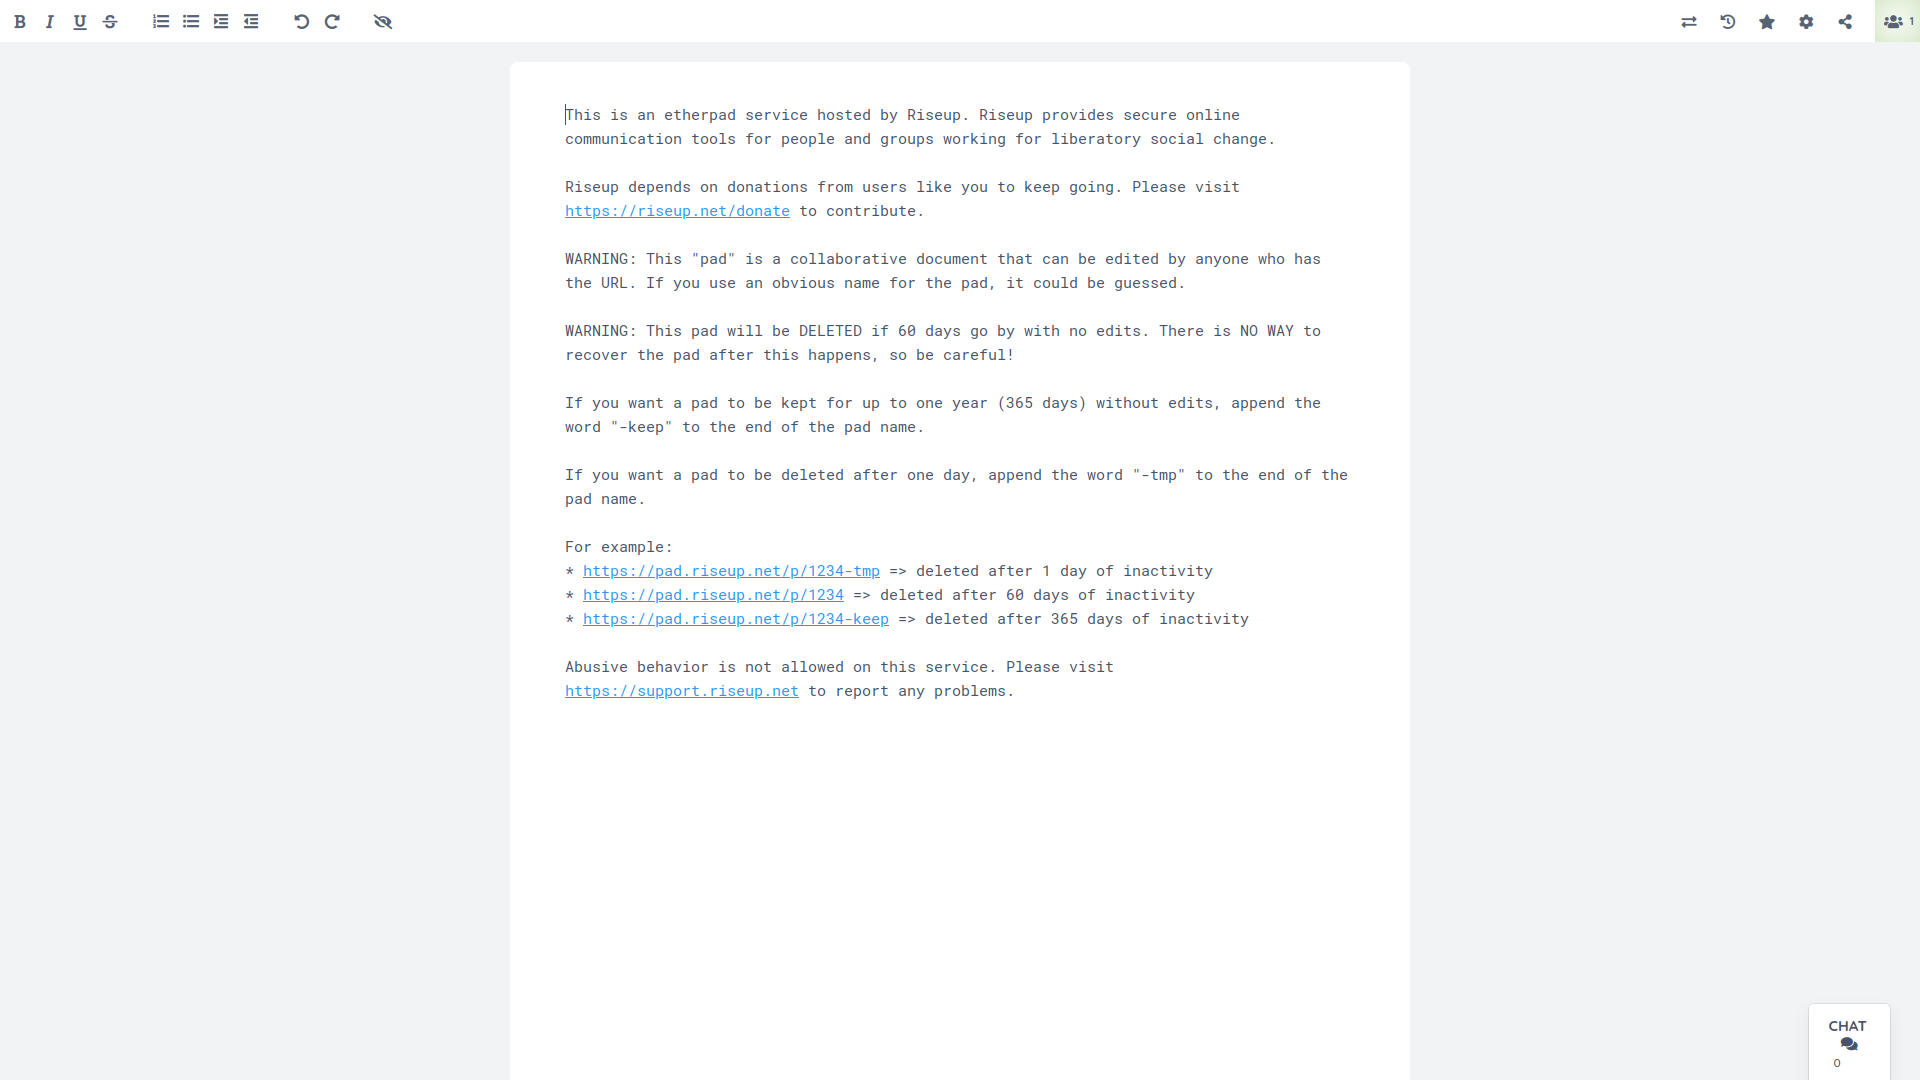 B I U S
1
This is an etherpad service hosted by Riseup. Riseup provides secure online
communication tools for people and groups working for liberatory social change.
Riseup depends on donations from users like you to keep going. Please visit
https://riseup.net/donate to contribute.
WARNING: This "pad" is a collaborative document that can be edited by anyone who has
the URL. If you use an obvious name for the pad, it could be guessed.
WARNING: This pad will be DELETED if 60 days go by with no edits. There is NO WAY to
recover the pad after this happens, so be careful!
If you want a pad to be kept for up to one year (365 days) without edits, append the
word "-keep" to the end of the pad name.
If you want a pad to be deleted after one day, append the word "-tmp" to the end of the
pad name.
For example:
* https://pad.riseup.net/p/1234-tmp => deleted after 1 day of inactivity
* https://pad.riseup.net/p/1234 => deleted after 60 days of inactivity
* https://pad.riseup.net/p/1234-keep => deleted after 365 days of inactivity
Abusive behavior is not allowed on this service. Please visit
https://support.riseup.net to report any problems.
CHAT
0